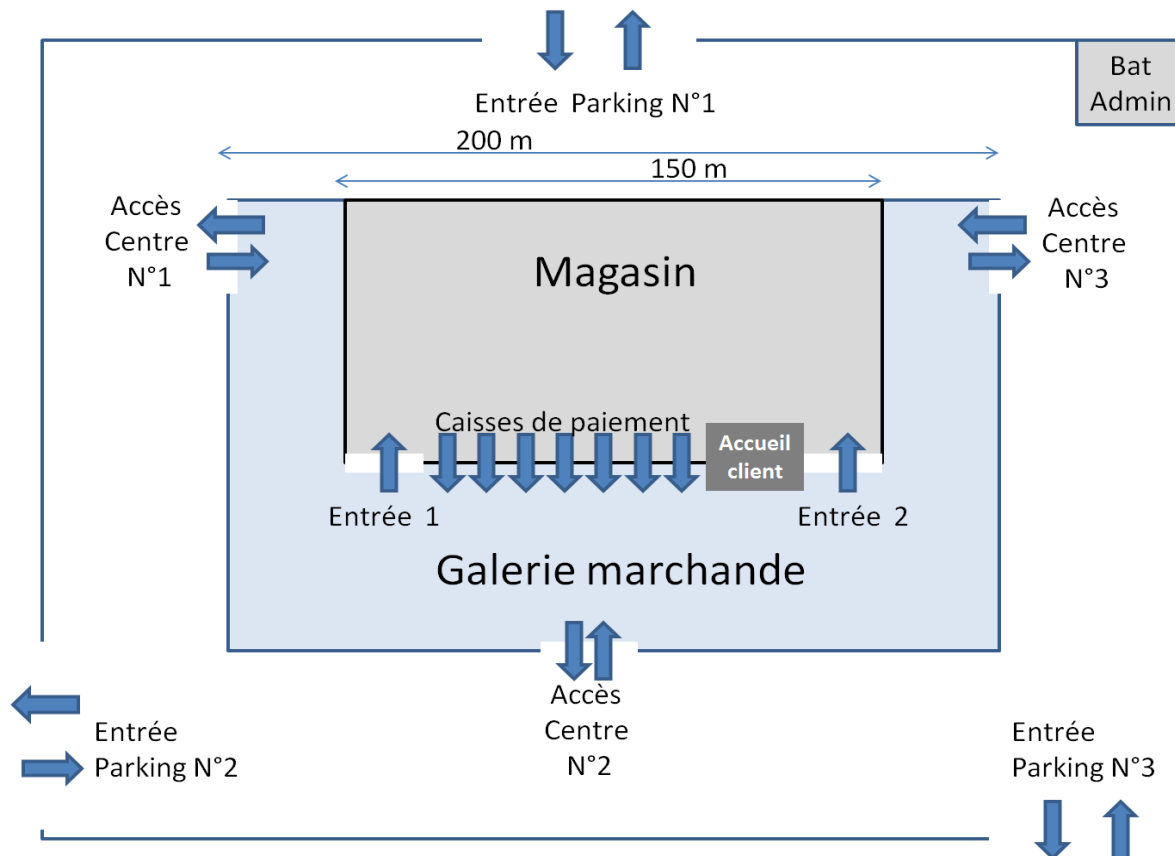 Entrée Parking N°1
Bat
Admin
200 m
150 m
Accès
Centre
N°1
Accès
Centre
N°3
Magasin
Caisses de paiement
Accueil
client
Entrée 1
Entrée 2
Galerie marchande
Accès
Centre
N°2
Entrée
Parking N°2
Entrée
Parking N°3